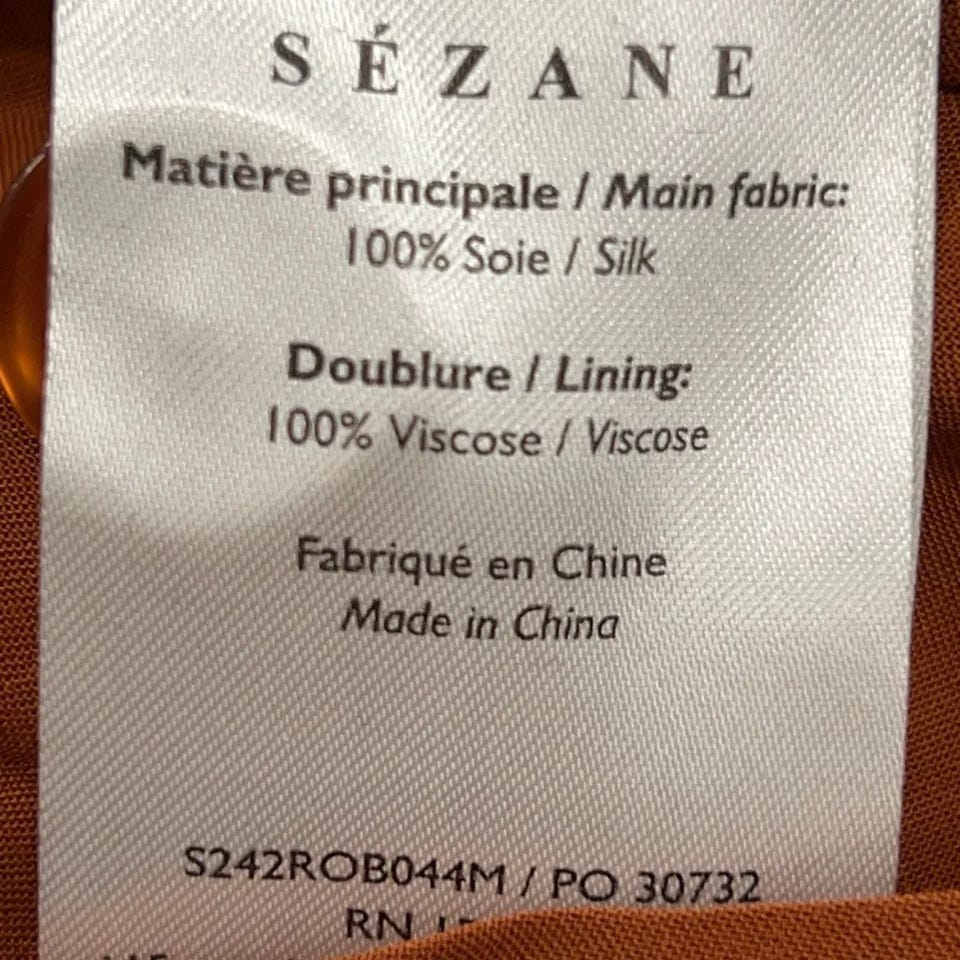 SÉZANE
Matière principale / Main fabric:
100% Soie / Silk
Doublure / Lining:
100% Viscose / Viscose
Fabriqué en Chine
Made in China
S242ROB044M / PO 30732
RN